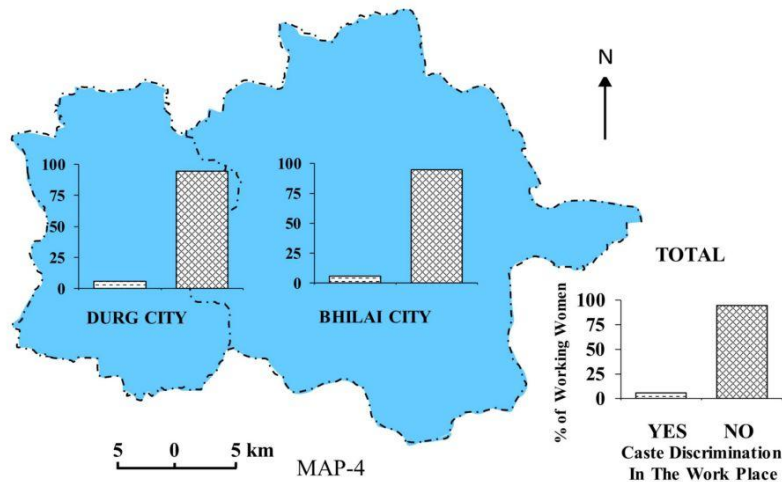 N
100
75
50
25
0
DURG CITY
100
75
50
25
0
BHILAI CITY
TOTAL
% of Working Women
100
75
50
25
0
YES NO
Caste Discrimination
In The Work Place
5 0 5 km
MAP-4